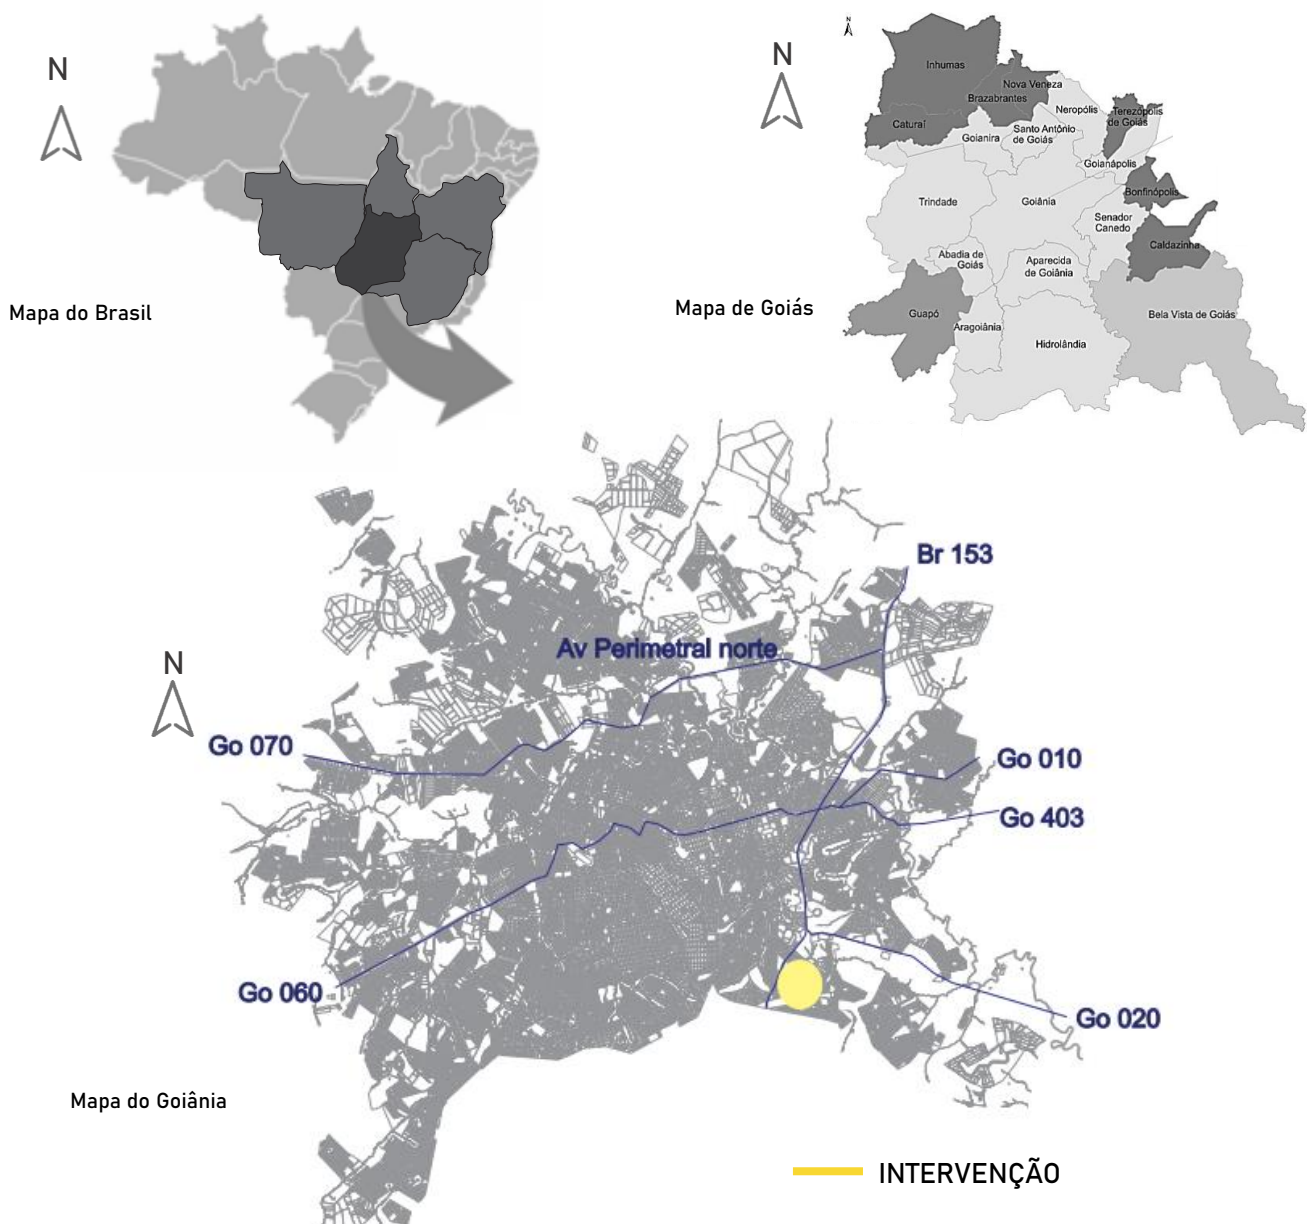 N
Mapa do Brasil
N
N
Inhumas
Nova Veneza
Brazabrantes
Neropólis
Terezópolis
de Goiás
Caturaí
Goianira
Santo Antônio
de Goiás
Goianápolis
Bonfinópolis
Trindade
Goiânia
Senador
Canedo
Caldazinha
Abadia de
Goiás
Aparecida
de Goiânia
Guapó
Aragoiânia
Hidrolândia
Bela Vista de Goiás
Mapa de Goiás
Br 153
Av Perimetral norte
N
Go 070
Go 010
Go 403
Go 060
Go 020
Mapa do Goiânia
INTERVENÇÃO